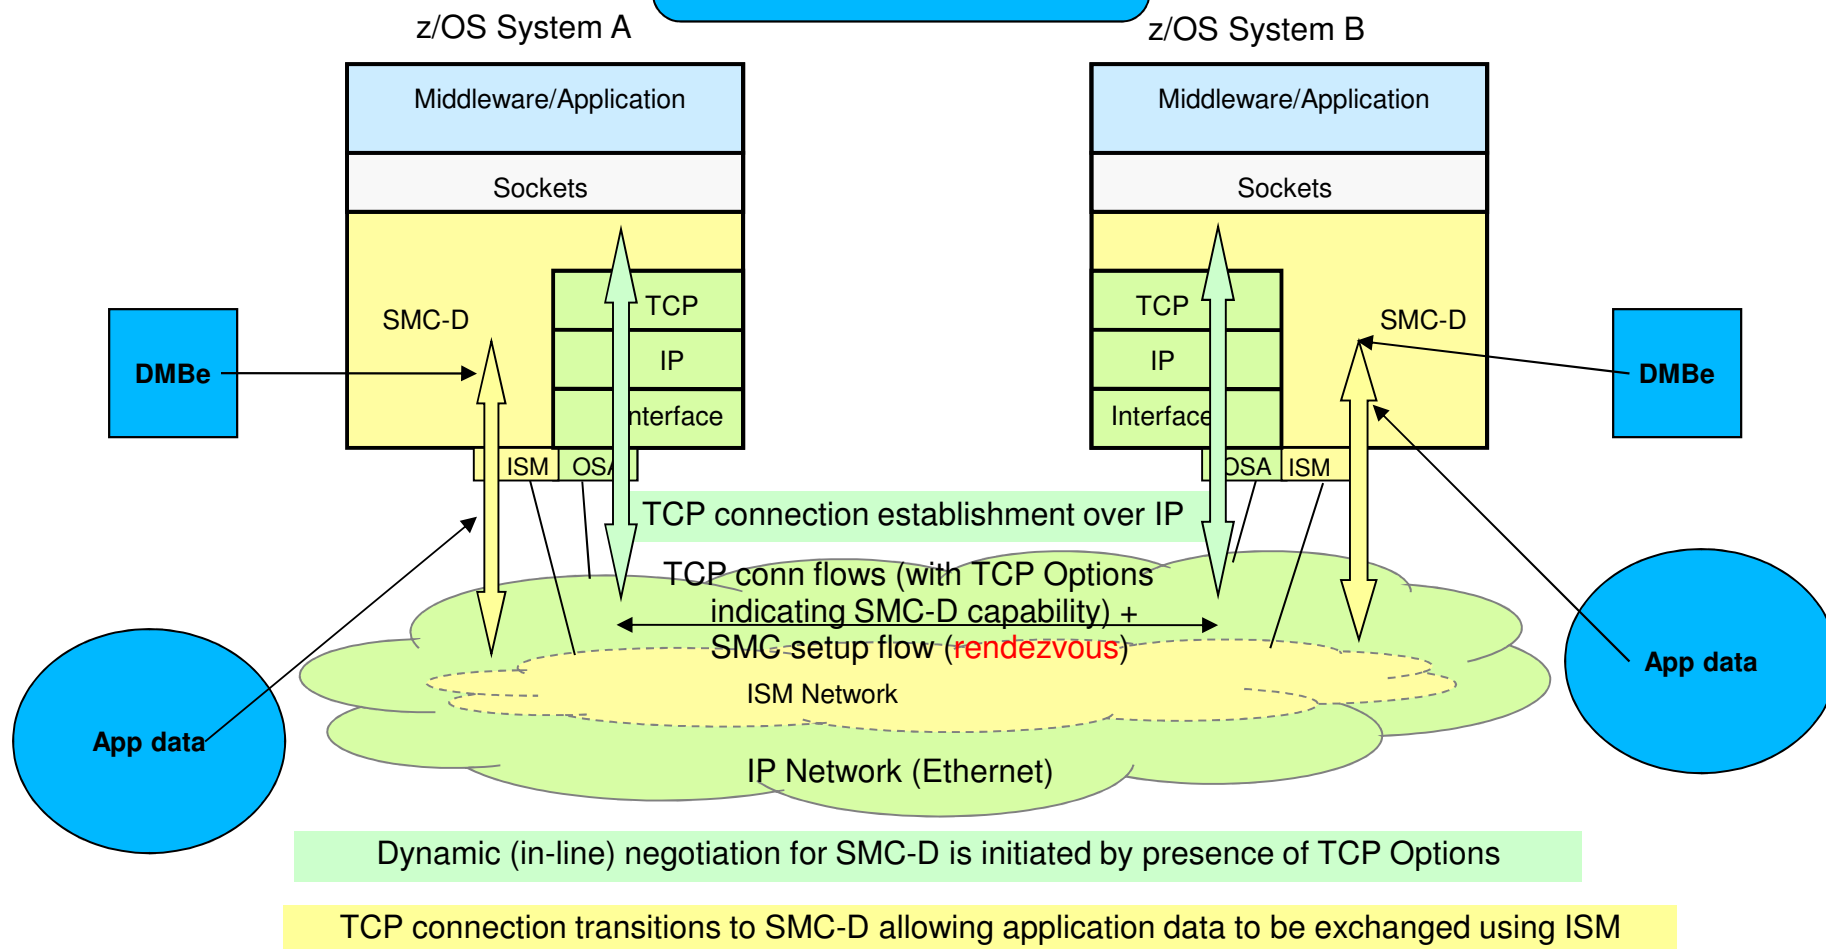 z/OS System A
z/OS System B
Middleware/Application
Middleware/Application
Sockets
Sockets
SMC-D
TCP
IP
nterface
TCP
IP
Interface
SMC-D
DMBe
DMBe
ISM
OSA
OSA
ISM
TCP connection establishment over IP
TCP conn flows (with TCP Options
indicating SMC-D capability) +
SMC setup flow (rendezvous)
ISM Network
IP Network (Ethernet)
App data
App data
Dynamic (in-line) negotiation for SMC-D is initiated by presence of TCP Options
TCP connection transitions to SMC-D allowing application data to be exchanged using ISM